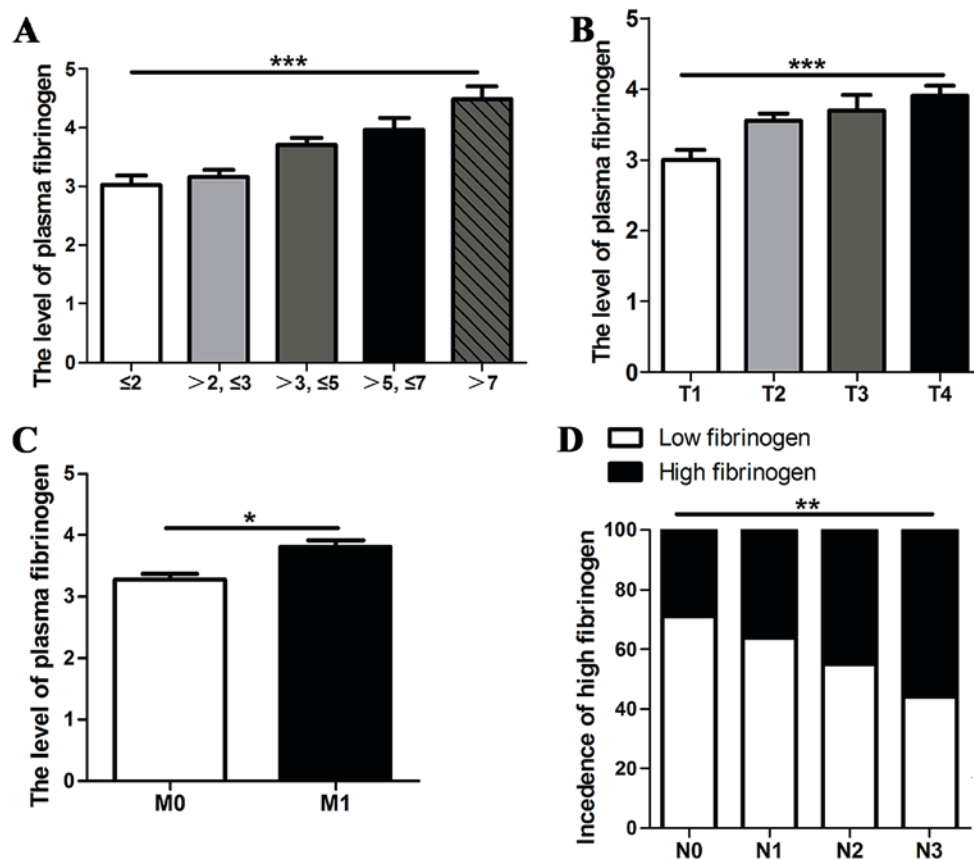 A
The level of plasma fibrinogen
***
5
4
3
2
1
0
≤2
>2, ≤3
>3, ≤5
>5, ≤7
>7
B
The level of plasma fibrinogen
***
5
4
3
2
1
0
T1
T2
T3
T4
C
The level of plasma fibrinogen
*
5
4
3
2
1
0
M0
M1
D
Low fibrinogen
High fibrinogen
Incedence of high fibrinogen
**
100
80
60
40
20
0
N0
N1
N2
N3